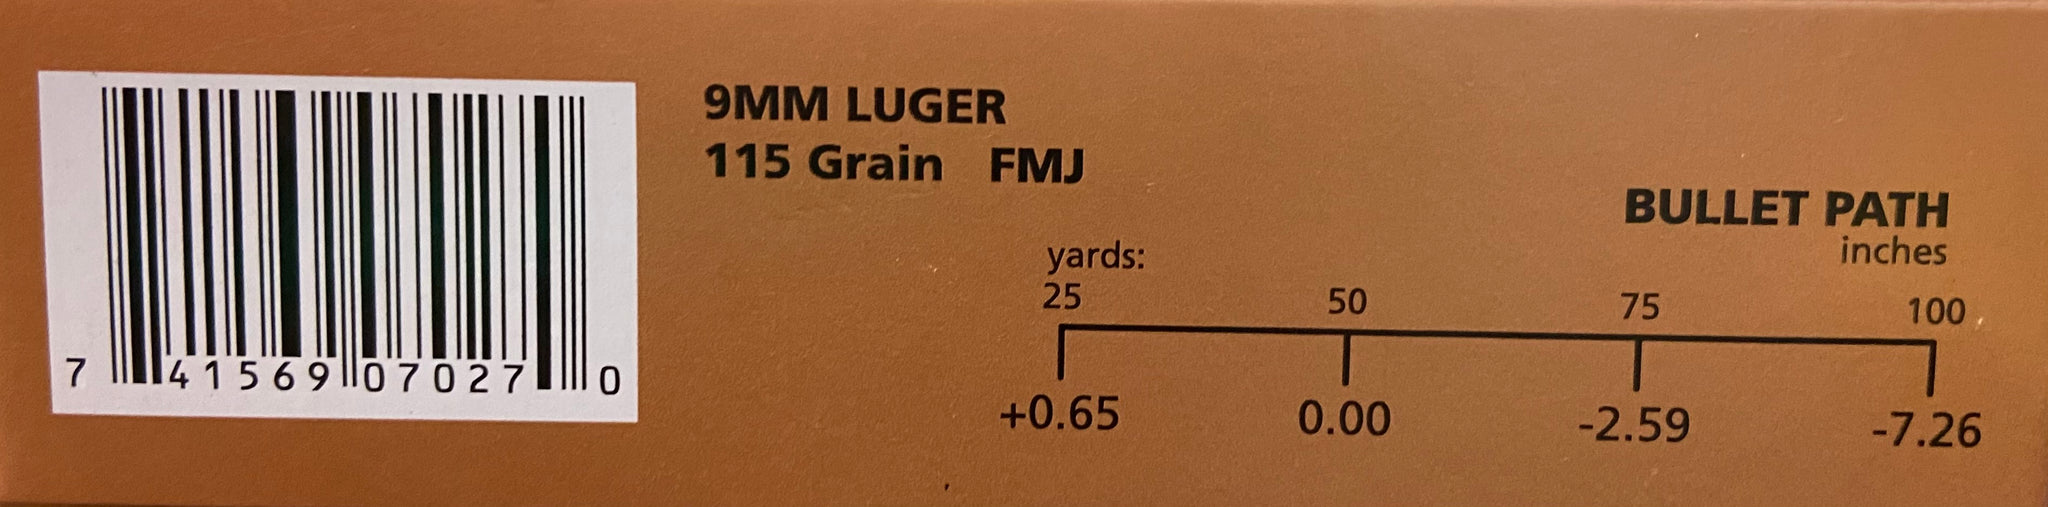 7 41569 07027 0
9MM LUGER
115 Grain FMJ
BULLET PATH
inches
yards:
25 50 75 100
+0.65 0.00 -2.59 -7.26